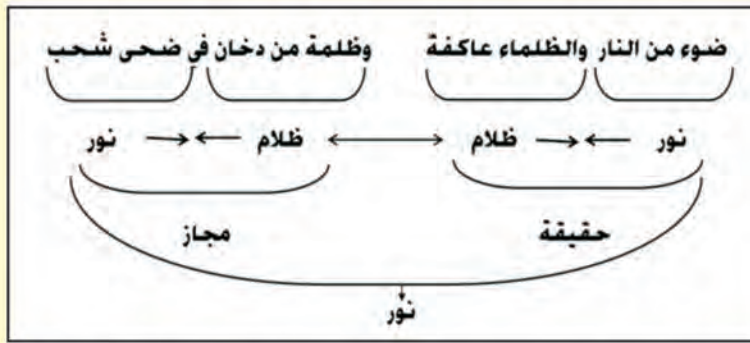 ضوء من النار والظلماء عاكفة وظلمة من دخان في ضحى شحب
نور ظلام ظلام نور
حقيقة مجاز
نور